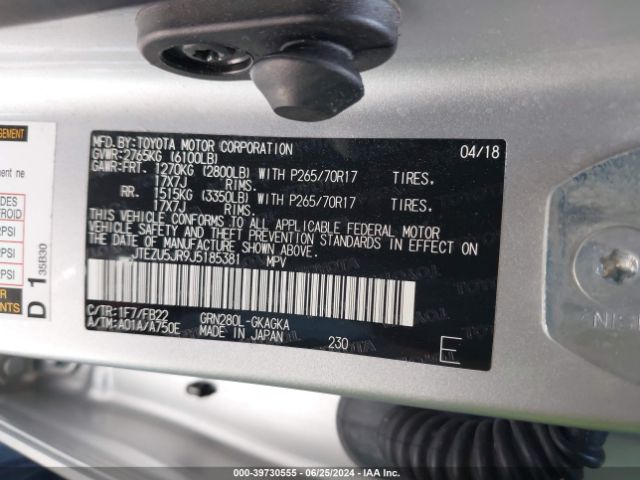 MFD.BY:TOYOTA MOTOR CORPORATION 04/18
GVWR:2765KG (6100LB)
GAWR:FRT. 1270KG (2800LB) WITH P265/70R17 TIRES,
17X7J RIMS.
RR. 1515KG (3350LB) WITH P265/70R17 TIRES,
17X7J RIMS.
THIS VEHICLE CONFORMS TO ALL APPLICABLE FEDERAL MOTOR
VEHICLE SAFETY AND THEFT PREVENTION STANDARDS IN EFFECT
ON THE DATE OF MANUFACTURE SHOWN ABOVE.
JTEZU5JR9J5185381 MPV
C/TR:1F7/FB22 GRN280L-GKAGKA
A/TM:A01A/A750E MADE IN JAPAN 230 E
D 1 35B30
PSI
PSI
000-39730555 - 06/25/2024 - IAA Inc.